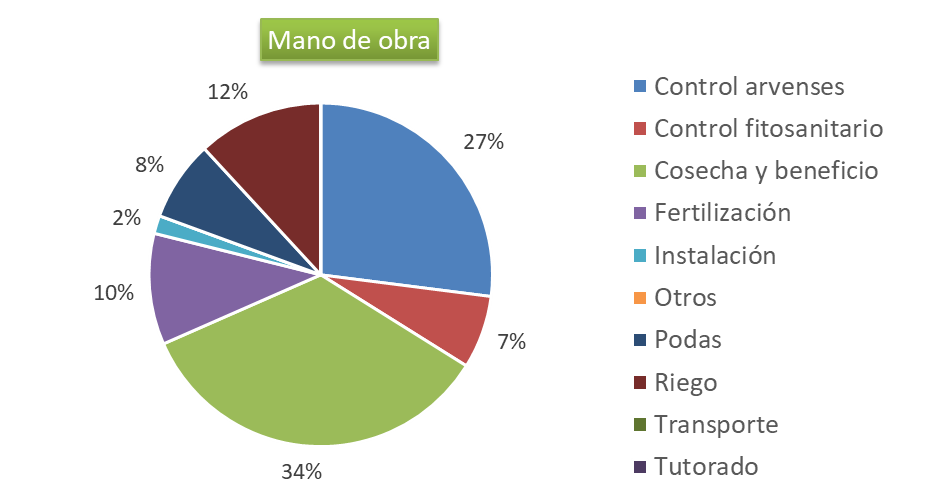 Mano de obra
12%
27%
8%
2%
10%
7%
34%
Control arvenses
Control fitosanitario
Cosecha y beneficio
Fertilización
Instalación
Otros
Podas
Riego
Transporte
Tutorado